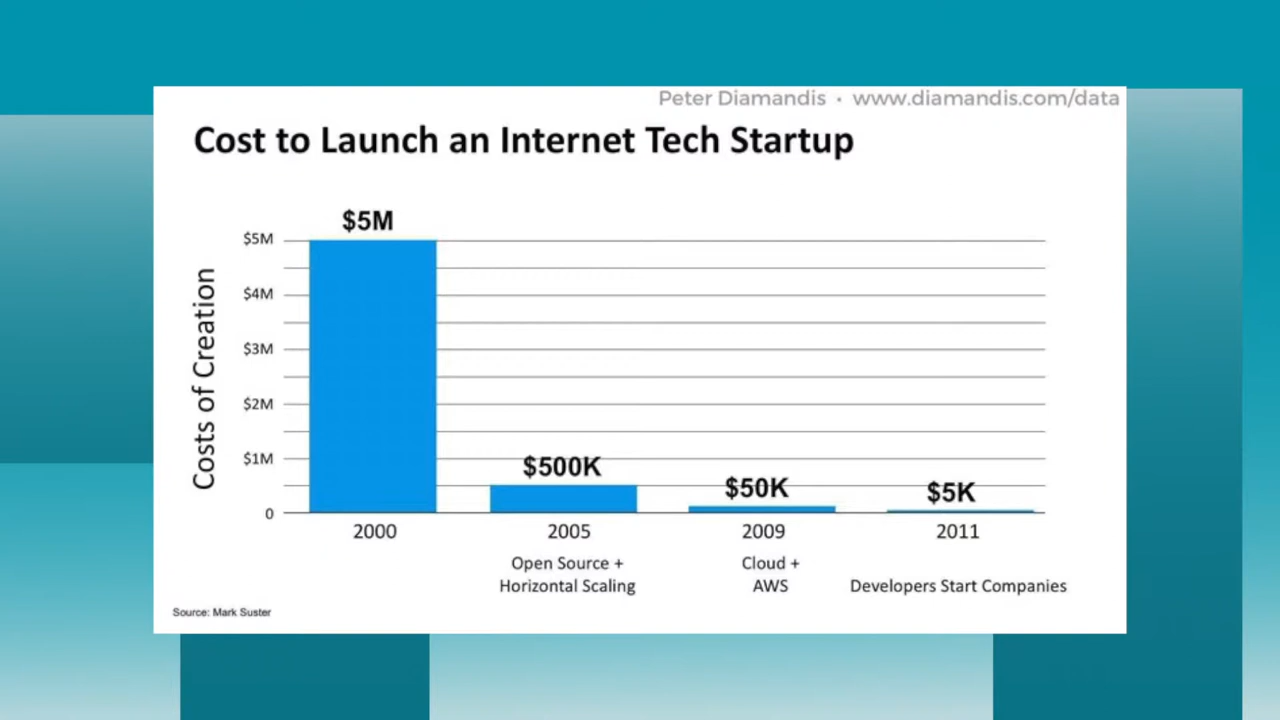 Peter Diamandis • www.diamandis.com/data
Cost to Launch an Internet Tech Startup
Costs of Creation
$5M
$4M
$3M
$2M
$1M
0
$5M
$500K
$50K
$5K
2000
2005
2009
2011
Open Source +
Horizontal Scaling
Cloud +
AWS
Developers Start Companies
Source: Mark Suster